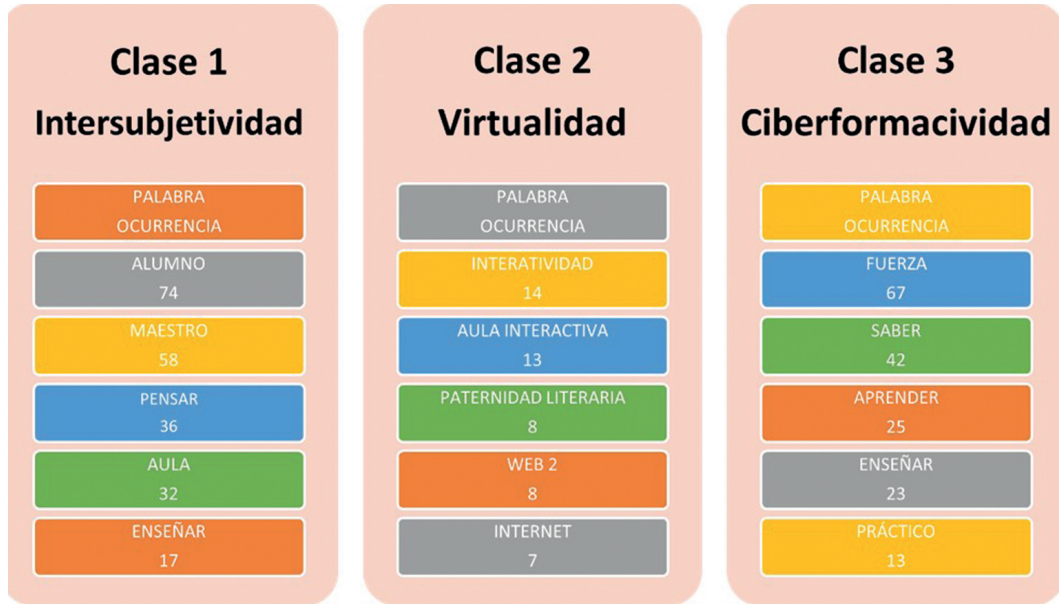 Clase 1
Intersubjetividad
PALABRA
OCURRENCIA
ALUMNO
74
MAESTRO
58
PENSAR
36
AULA
32
ENSEÑAR
17
Clase 2
Virtualidad
PALABRA
OCURRENCIA
INTERATIVIDAD
14
AULA INTERACTIVA
13
PATERNIDAD LITERARIA
8
WEB 2
8
INTERNET
7
Clase 3
Ciberformacividad
PALABRA
OCURRENCIA
FUERZA
67
SABER
42
APRENDER
25
ENSEÑAR
23
PRÁCTICO
13